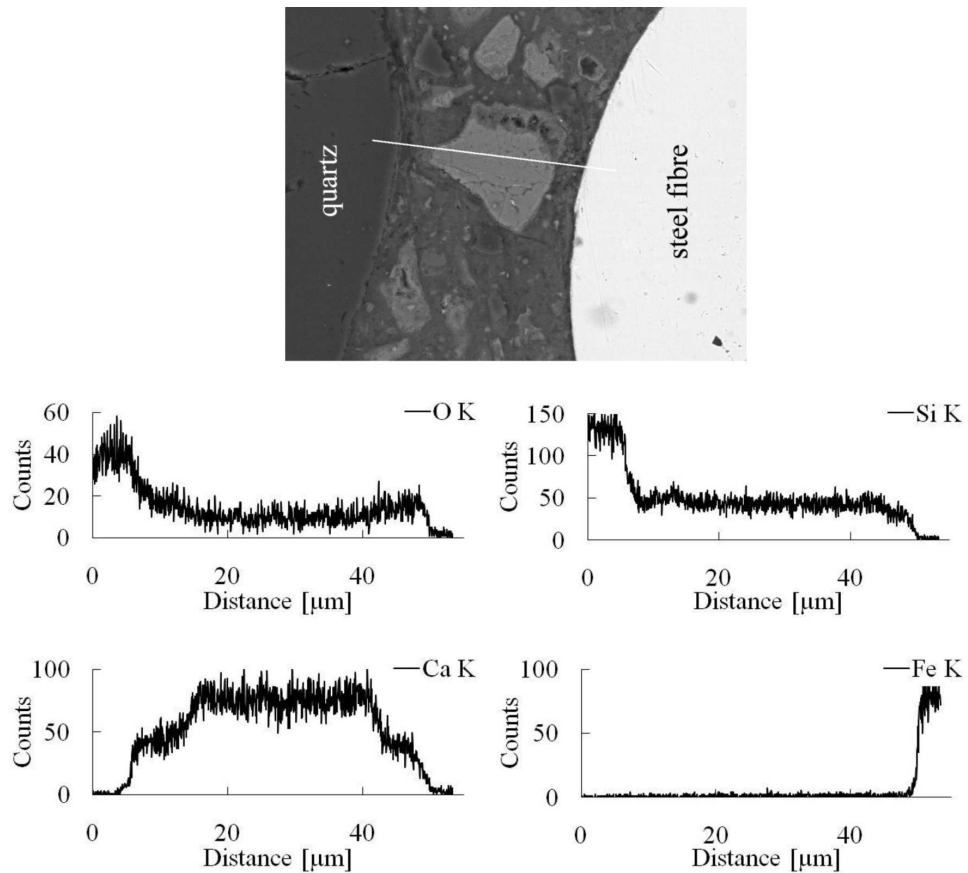 quartz
steel fibre
O K
60
40
20
0
Counts
0 20 40
Distance [µm]
Si K
150
100
50
0
Counts
0 20 40
Distance [µm]
Ca K
100
50
0
Counts
0 20 40
Distance [µm]
Fe K
100
50
0
Counts
0 20 40
Distance [µm]